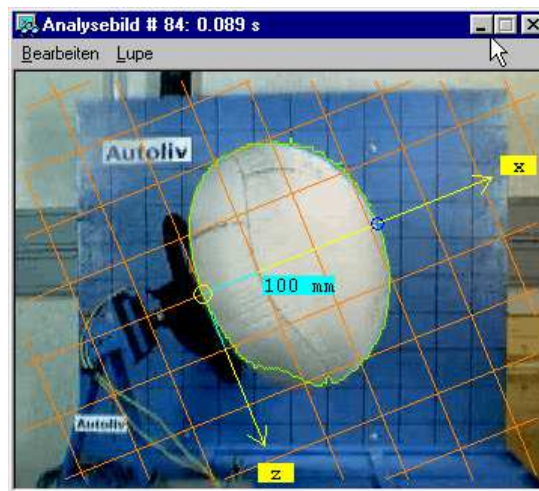 Analysebild # 84: 0.089 s
Bearbeiten Lupe
Autoliv
x
100 mm
Autoliv
z